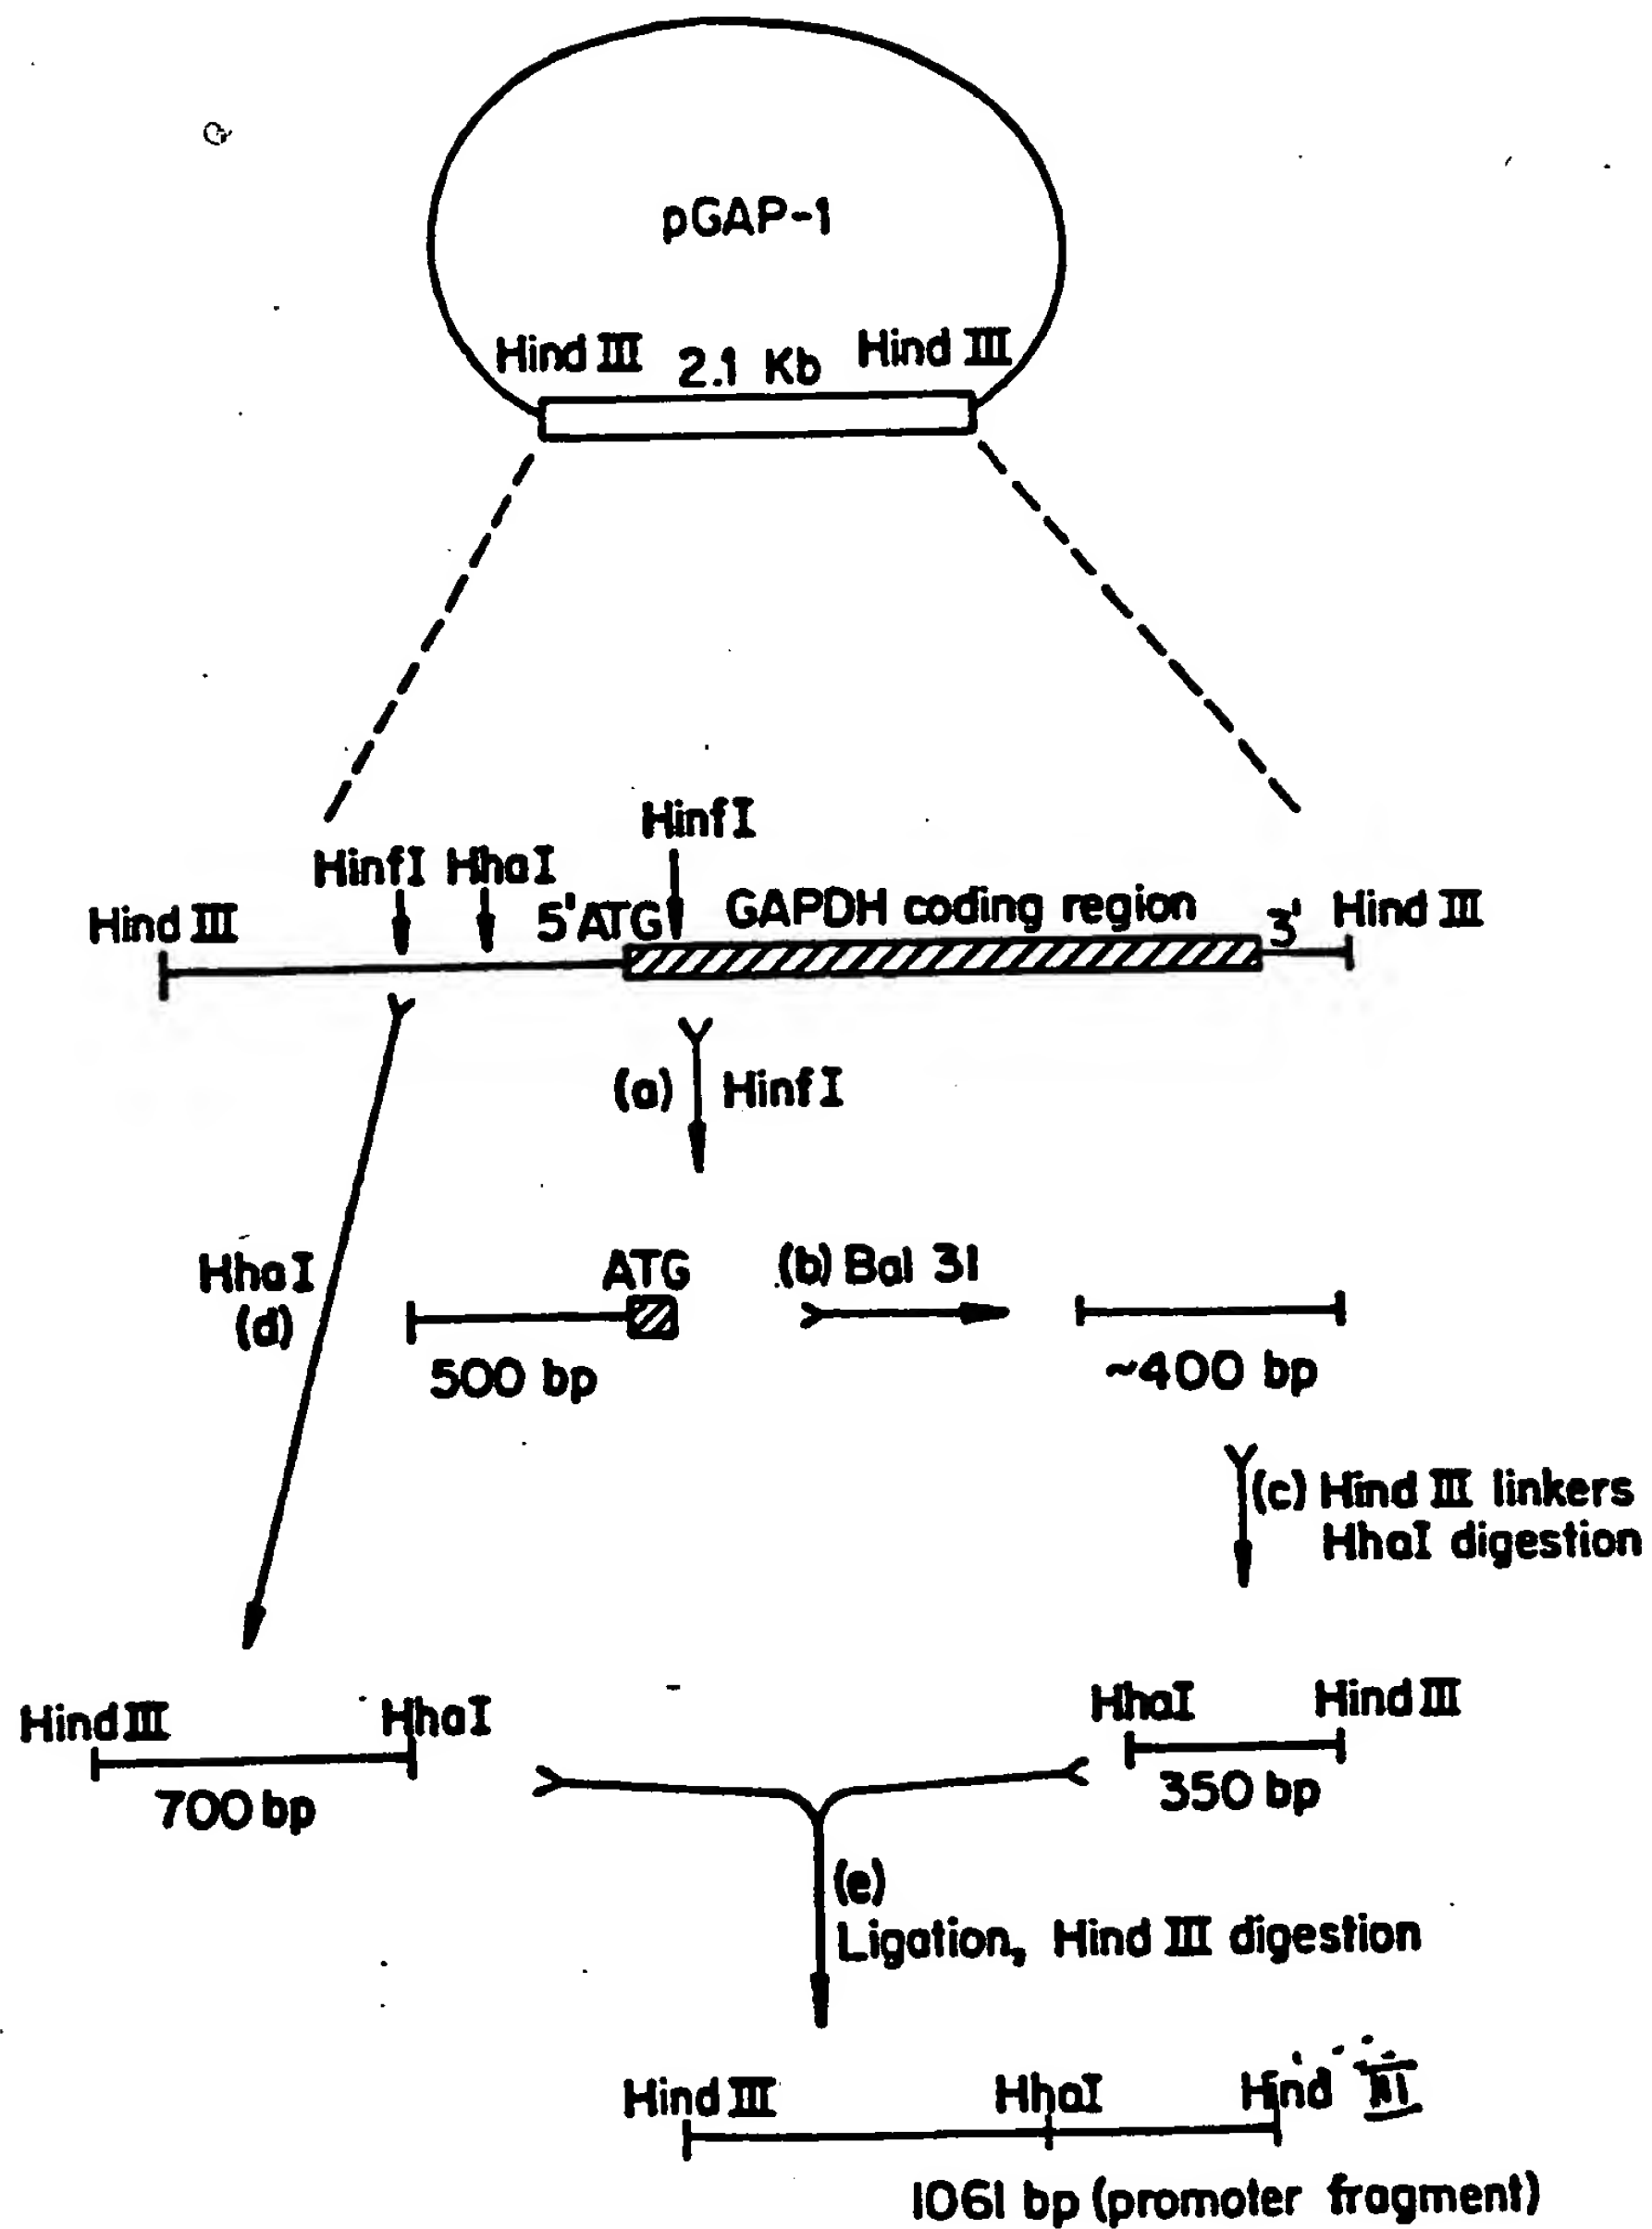 pGAP-1
Hind III 2.1 Kb Hind III
HinfI
HinfI HhaI
Hind III 5'ATG GAPDH coding region 3' Hind III
(a) HinfI
HhaI
(d)
ATG
500 bp
(b) Bal 31
~400 bp
(c) Hind III linkers
HhaI digestion
Hind III HhaI
700 bp
HhaI Hind III
350 bp
(e)
Ligation, Hind III digestion
Hind III HhaI Hind III
1061 bp (promoter fragment)